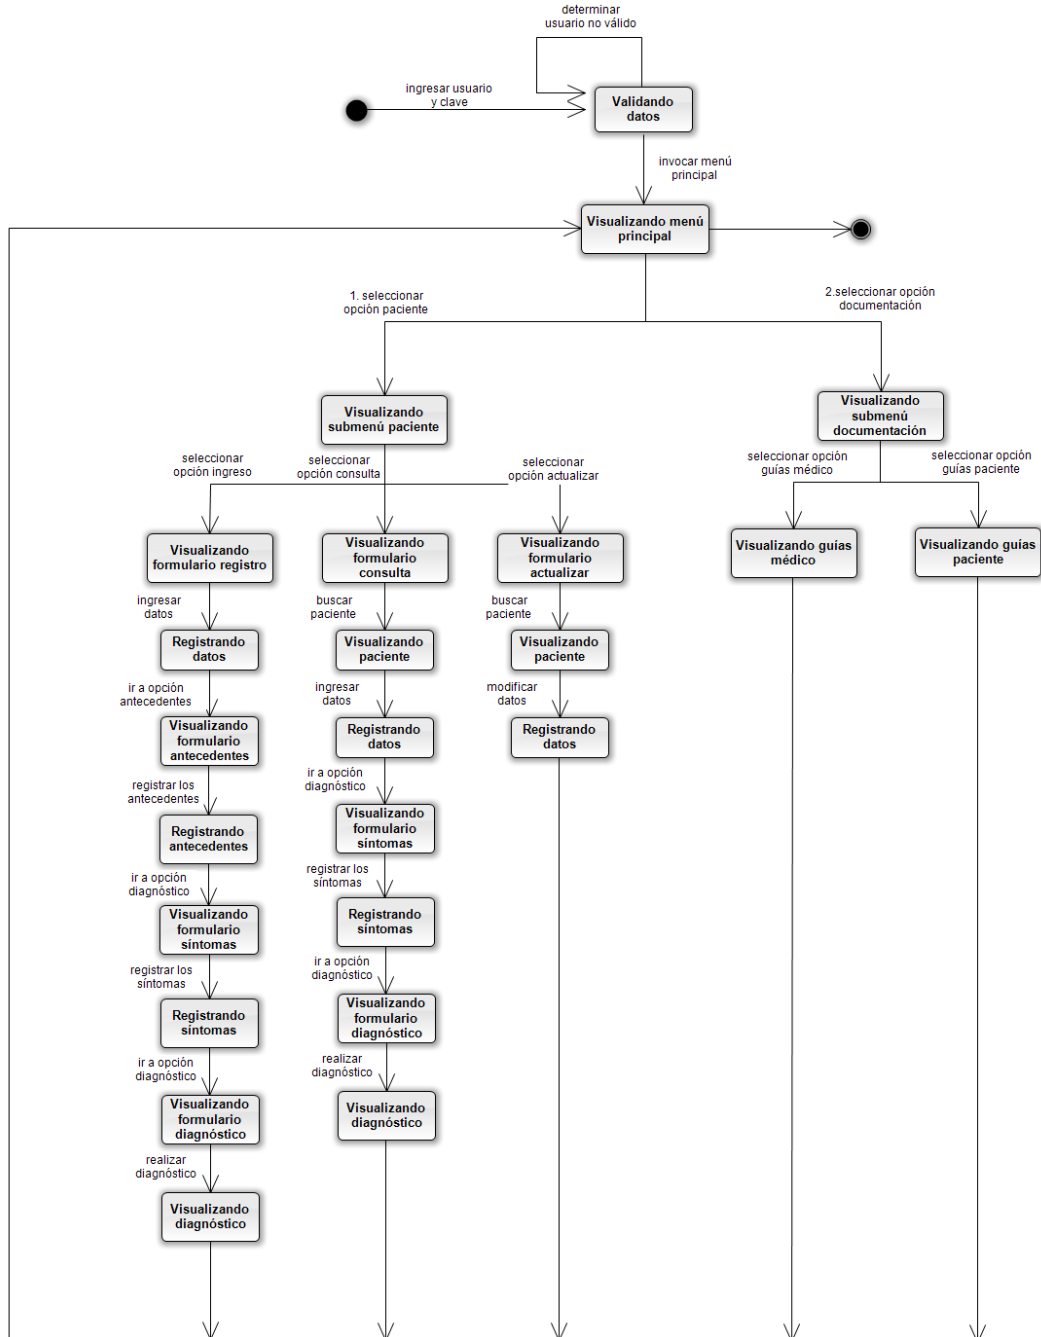 determinar
usuario no válido
ingresar usuario
y clave
Validando
datos
invocar menú
principal
Visualizando menú
principal
1. seleccionar
opción paciente
2.seleccionar opción
documentación
Visualizando
submenú paciente
Visualizando
submenú
documentación
seleccionar
opción ingreso
seleccionar
opción consulta
seleccionar
opción actualizar
seleccionar opción
guías médico
seleccionar opción
guías paciente
Visualizando
formulario registro
Visualizando
formulario
consulta
Visualizando
formulario
actualizar
Visualizando guías
médico
Visualizando guías
paciente
ingresar
datos
buscar
paciente
buscar
paciente
Registrando
datos
Visualizando
paciente
Visualizando
paciente
ir a opción
antecedentes
ingresar
datos
modificar
datos
Visualizando
formulario
antecedentes
Registrando
datos
Registrando
datos
registrar los
antecedentes
ir a opción
diagnóstico
Registrando
antecedentes
Visualizando
formulario
síntomas
ir a opción
diagnóstico
registrar los
síntomas
Visualizando
formulario
síntomas
Registrando
síntomas
registrar los
síntomas
ir a opción
diagnóstico
Registrando
síntomas
Visualizando
formulario
diagnóstico
ir a opción
diagnóstico
realizar
diagnóstico
Visualizando
formulario
diagnóstico
Visualizando
diagnóstico
realizar
diagnóstico
Visualizando
diagnóstico